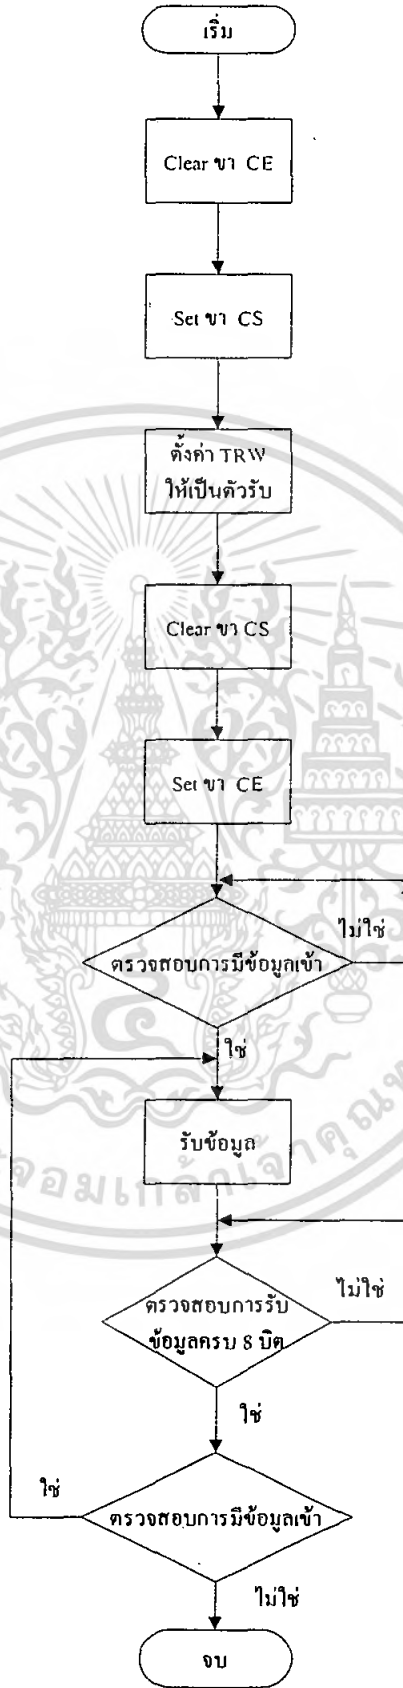 เริ่ม
Clear ขา CE
Set ขา CS
ตั้งค่า TRW
ให้เป็นตัวรับ
Clear ขา CS
Set ขา CE
ไม่ใช่
ตรวจสอบการมีข้อมูลเข้า
ใช่
รับข้อมูล
ไม่ใช่
ตรวจสอบการรับ
ข้อมูลครบ 8 บิต
ใช่
ใช่
ตรวจสอบการมีข้อมูลเข้า
ไม่ใช่
จบ